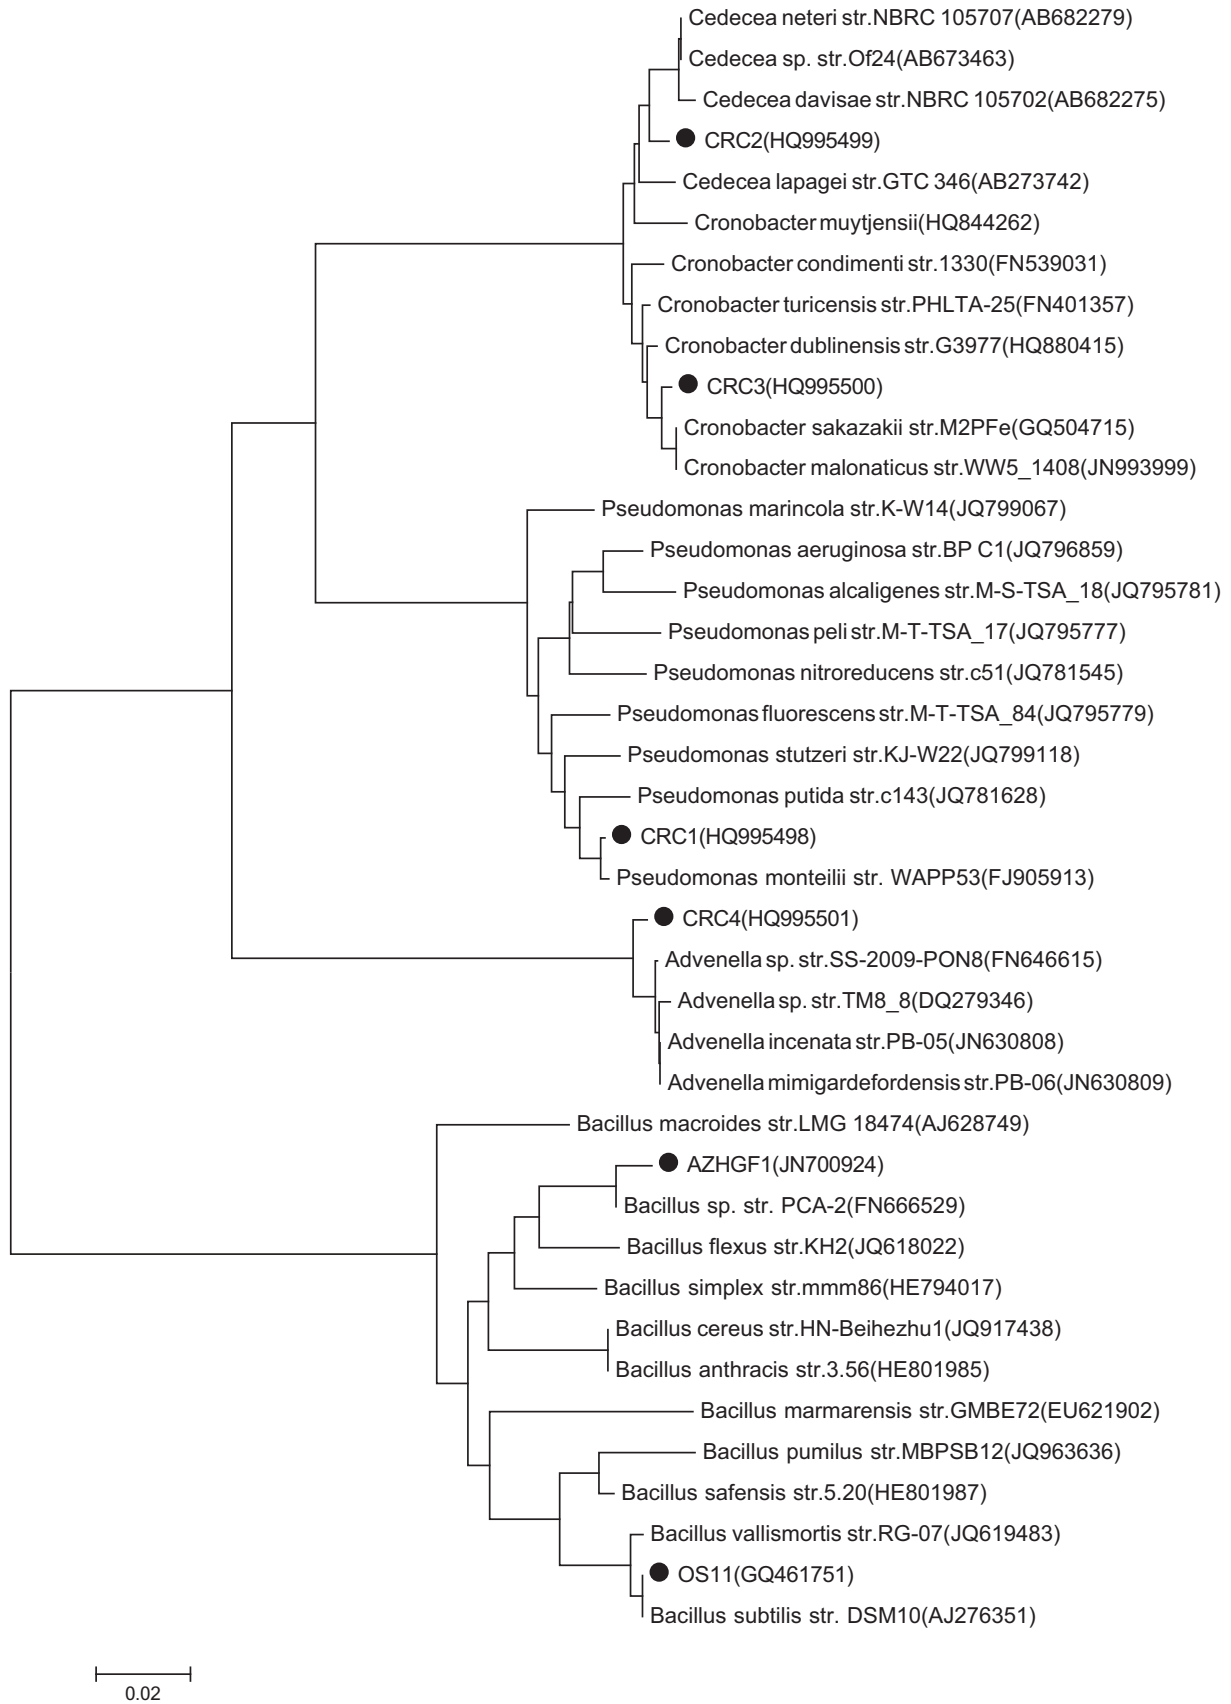 Cedecea neteri str.NBRC 105707(AB682279)
Cedecea sp. str.Of24(AB673463)
Cedecea davisae str.NBRC 105702(AB682275)
CRC2(HQ995499)
Cedecea lapagei str.GTC 346(AB273742)
Cronobacter muytjensii(HQ844262)
Cronobacter condimenti str.1330(FN539031)
Cronobacter turicensis str.PHLTA-25(FN401357)
Cronobacter dublinensis str.G3977(HQ880415)
CRC3(HQ995500)
Cronobacter sakazakii str.M2PFe(GQ504715)
Cronobacter malonaticus str.WW5_1408(JN993999)
Pseudomonas marincola str.K-W14(JQ799067)
Pseudomonas aeruginosa str.BP C1(JQ796859)
Pseudomonas alcaligenes str.M-S-TSA_18(JQ795781)
Pseudomonas peli str.M-T-TSA_17(JQ795777)
Pseudomonas nitroreducens str.c51(JQ781545)
Pseudomonas fluorescens str.M-T-TSA_84(JQ795779)
Pseudomonas stutzeri str.KJ-W22(JQ799118)
Pseudomonas putida str.c143(JQ781628)
CRC1(HQ995498)
Pseudomonas monteilii str. WAPP53(FJ905913)
CRC4(HQ995501)
Advenella sp. str.SS-2009-PON8(FN646615)
Advenella sp. str.TM8_8(DQ279346)
Advenella incenata str.PB-05(JN630808)
Advenella mimigardefordensis str.PB-06(JN630809)
Bacillus macroides str.LMG 18474(AJ628749)
AZHGF1(JN700924)
Bacillus sp. str. PCA-2(FN666529)
Bacillus flexus str.KH2(JQ618022)
Bacillus simplex str.mmm86(HE794017)
Bacillus cereus str.HN-Beihezhu1(JQ917438)
Bacillus anthracis str.3.56(HE801985)
Bacillus marmarensis str.GMBE72(EU621902)
Bacillus pumilus str.MBPSB12(JQ963636)
Bacillus safensis str.5.20(HE801987)
Bacillus vallismortis str.RG-07(JQ619483)
OS11(GQ461751)
Bacillus subtilis str. DSM10(AJ276351)
0.02